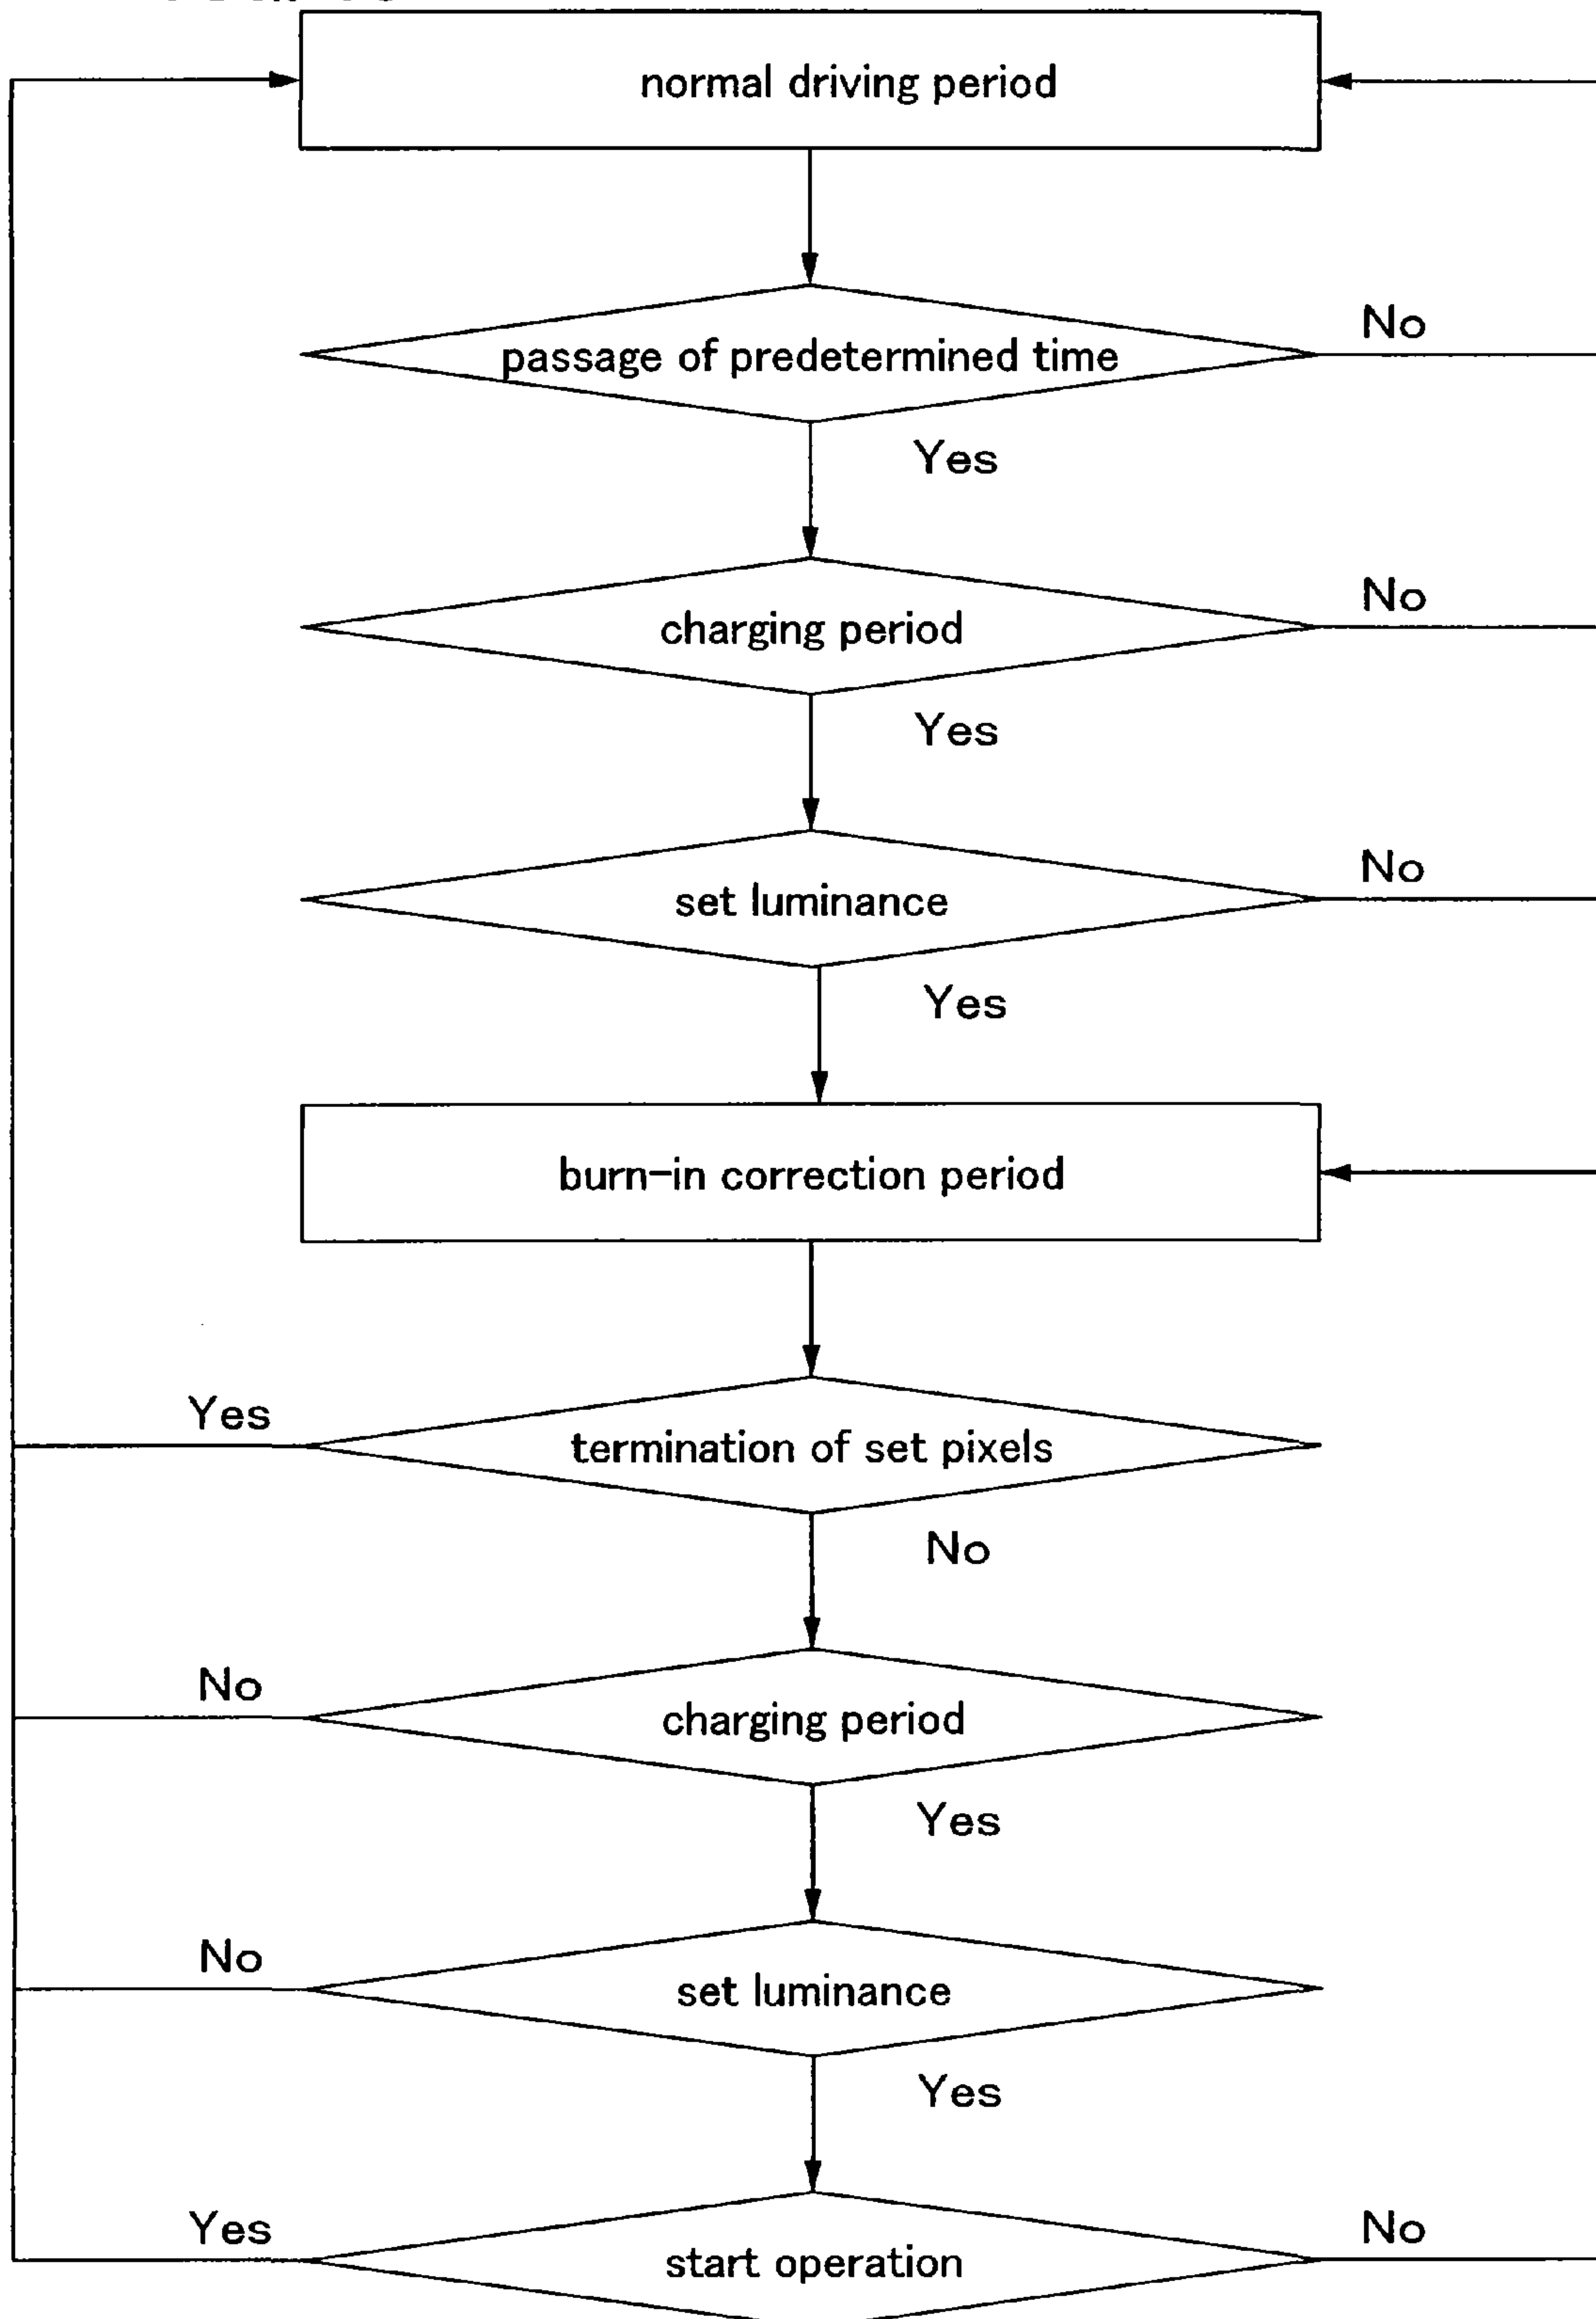 normal driving period
No
passage of predetermined time
Yes
No
charging period
Yes
No
set luminance
Yes
burn-in correction period
Yes
termination of set pixels
No
No
charging period
Yes
No
set luminance
Yes
Yes
No
start operation